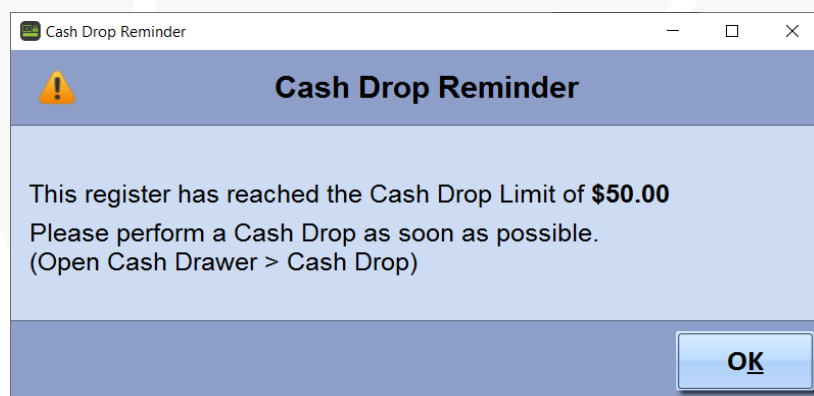 Cash Drop Reminder
Cash Drop Reminder
This register has reached the Cash Drop Limit of $50.00
Please perform a Cash Drop as soon as possible.
(Open Cash Drawer > Cash Drop)
OK